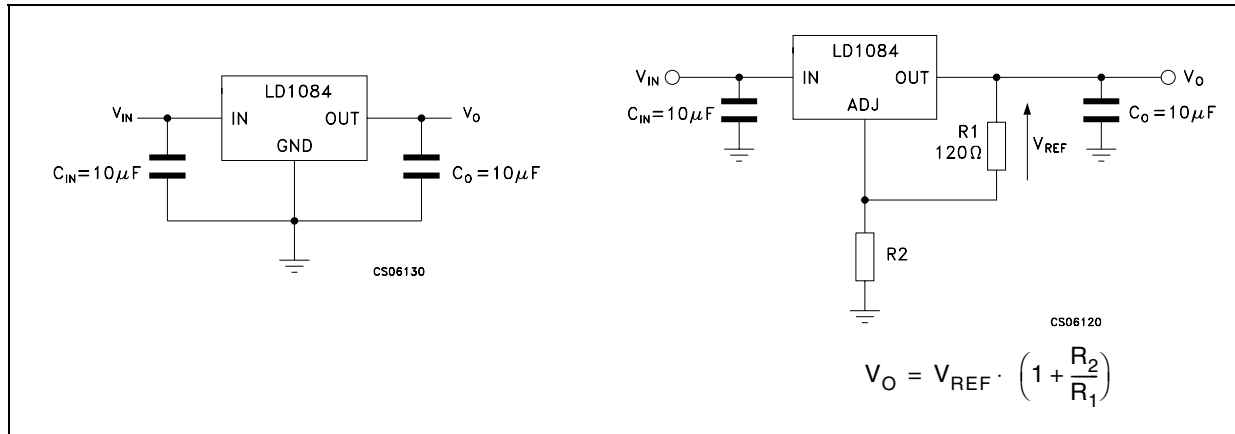 LD1084
V_IN IN OUT V_O
GND
C_IN=10μF C_O=10μF
CS06130
LD1084
V_IN IN OUT V_O
ADJ
C_IN=10μF R1 120Ω V_REF C_O=10μF
R2
CS06120
V_O = V_REF · (1 + R_2/R_1)